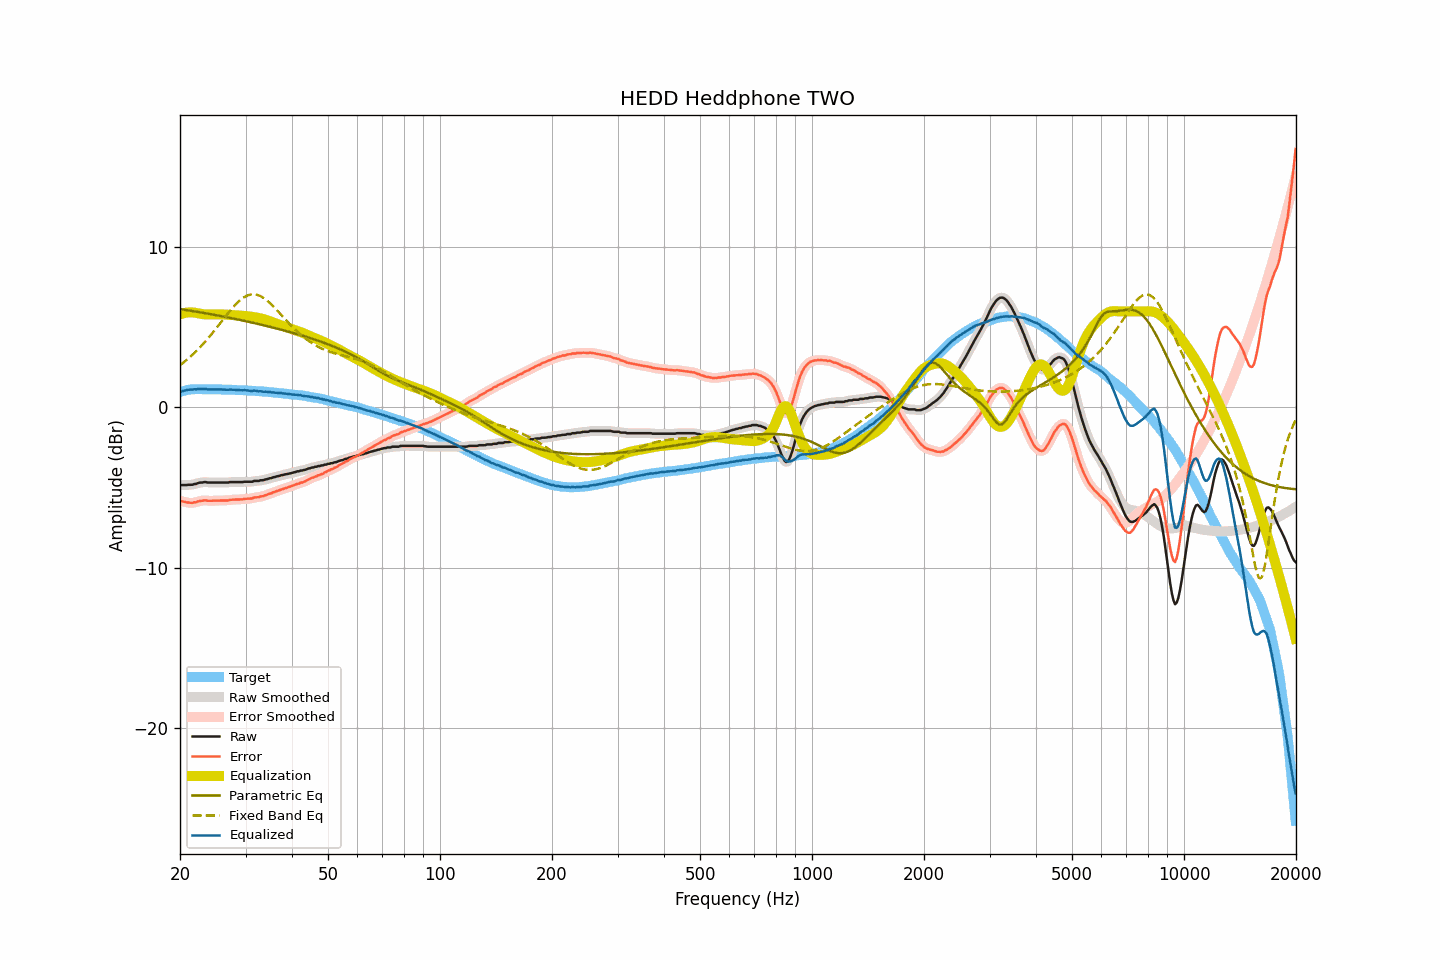 HEDD Heddphone TWO
Amplitude (dBr)
10
0
−10
−20
Target
Raw Smoothed
Error Smoothed
Raw
Error
Equalization
Parametric Eq
Fixed Band Eq
Equalized
20 50 100 200 500 1000 2000 5000 10000 20000
Frequency (Hz)